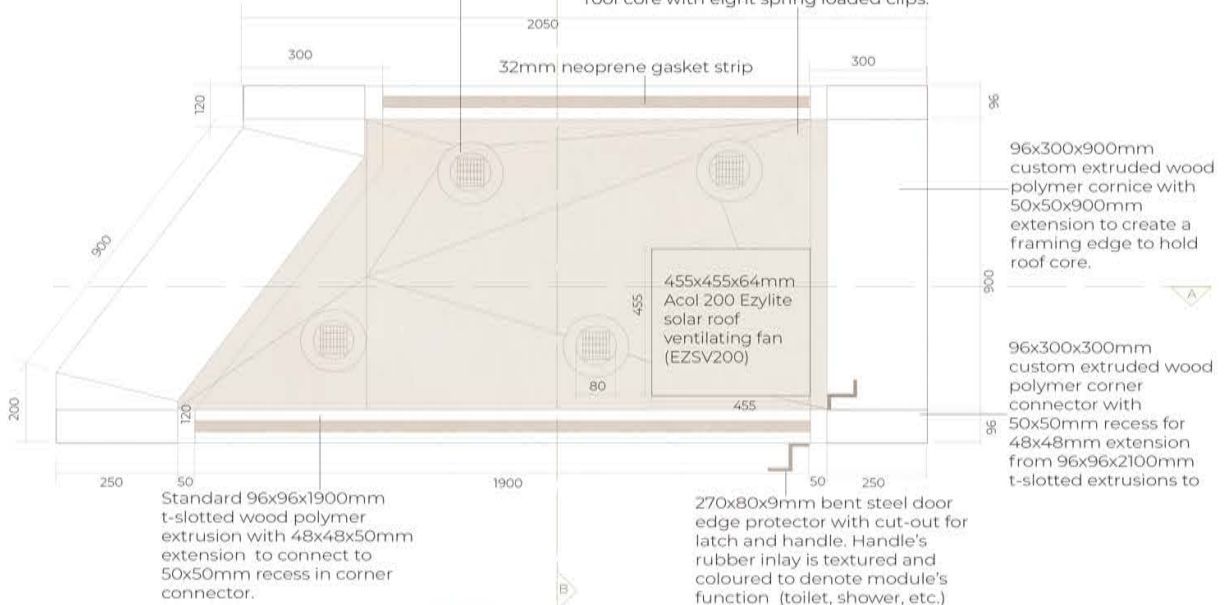 roof core with eight spring loaded clips.
2050
300
32mm neoprene gasket strip
300
120
96
96x300x900mm
custom extruded wood
polymer cornice with
50x50x900mm
extension to create a
framing edge to hold
roof core.
900
900
A
455x455x64mm
Acol 200 Ezylite
solar roof
ventilating fan
(EZSV200)
455
80
455
96x300x300mm
custom extruded wood
polymer corner
connector with
50x50mm recess for
48x48mm extension
from 96x96x2100mm
t-slotted extrusions to
200
120
96
250
50
1900
50
250
Standard 96x96x1900mm
t-slotted wood polymer
extrusion with 48x48x50mm
extension to connect to
50x50mm recess in corner
connector.
270x80x9mm bent steel door
edge protector with cut-out for
latch and handle. Handle's
rubber inlay is textured and
coloured to denote module's
function (toilet, shower, etc.)
B